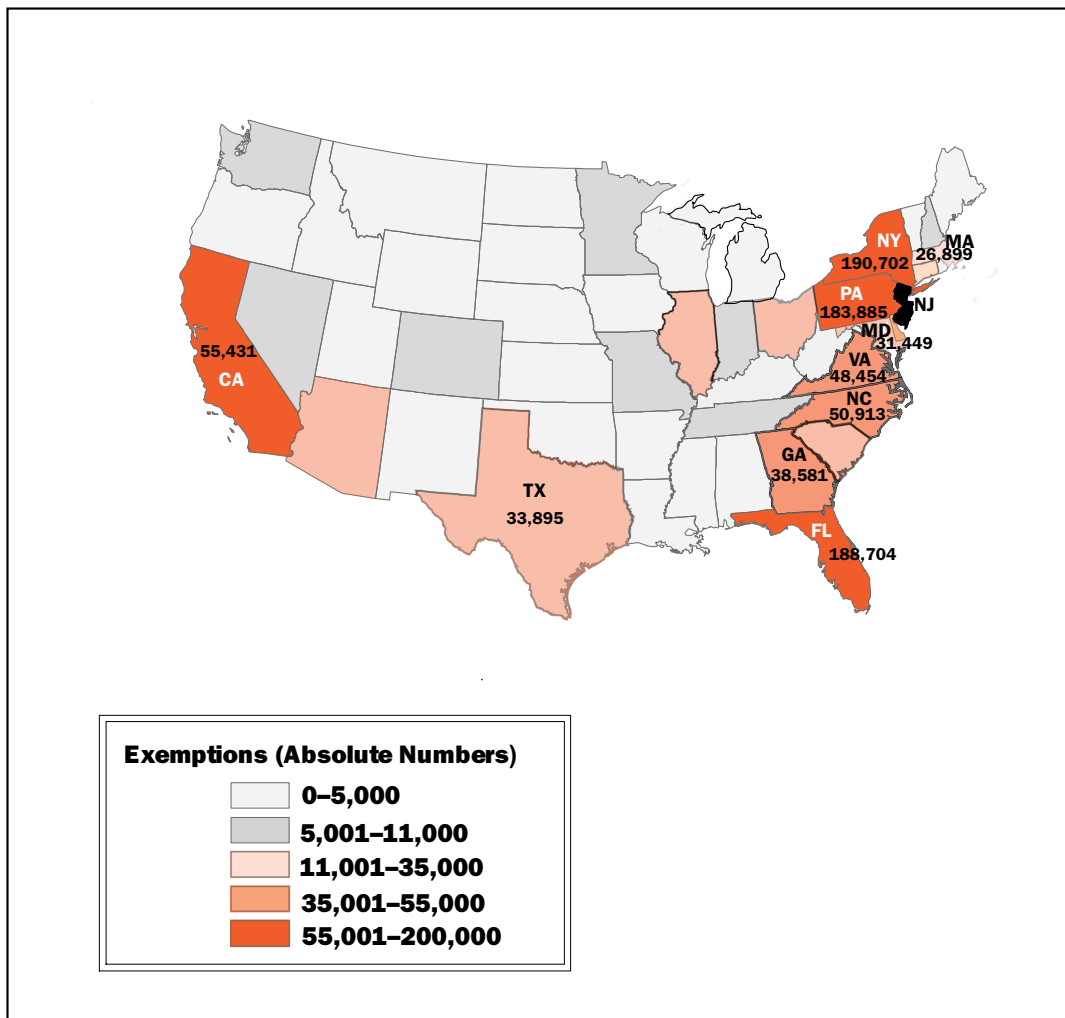 NY
190,702
MA
26,899
PA
183,885
NJ
MD
31,449
VA
48,454
NC
50,913
GA
38,581
FL
188,704
55,431
CA
TX
33,895
Exemptions (Absolute Numbers)
0–5,000
5,001–11,000
11,001–35,000
35,001–55,000
55,001–200,000